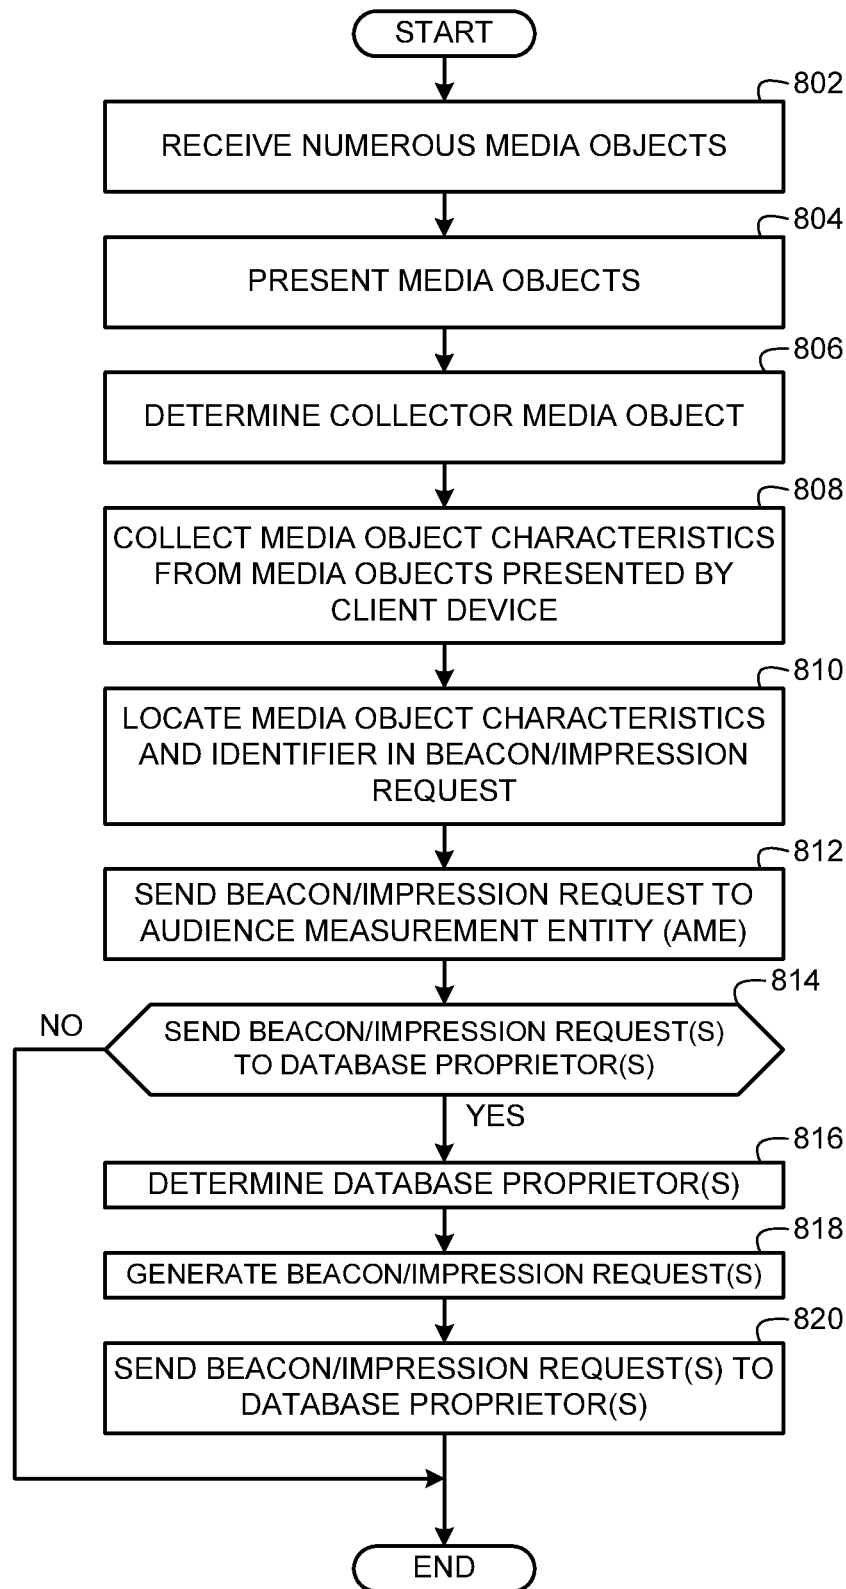 START
802
RECEIVE NUMEROUS MEDIA OBJECTS
804
PRESENT MEDIA OBJECTS
806
DETERMINE COLLECTOR MEDIA OBJECT
808
COLLECT MEDIA OBJECT CHARACTERISTICS
FROM MEDIA OBJECTS PRESENTED BY
CLIENT DEVICE
810
LOCATE MEDIA OBJECT CHARACTERISTICS
AND IDENTIFIER IN BEACON/IMPRESSION
REQUEST
812
SEND BEACON/IMPRESSION REQUEST TO
AUDIENCE MEASUREMENT ENTITY (AME)
814
NO
SEND BEACON/IMPRESSION REQUEST(S)
TO DATABASE PROPRIETOR(S)
YES
816
DETERMINE DATABASE PROPRIETOR(S)
818
GENERATE BEACON/IMPRESSION REQUEST(S)
820
SEND BEACON/IMPRESSION REQUEST(S) TO
DATABASE PROPRIETOR(S)
END